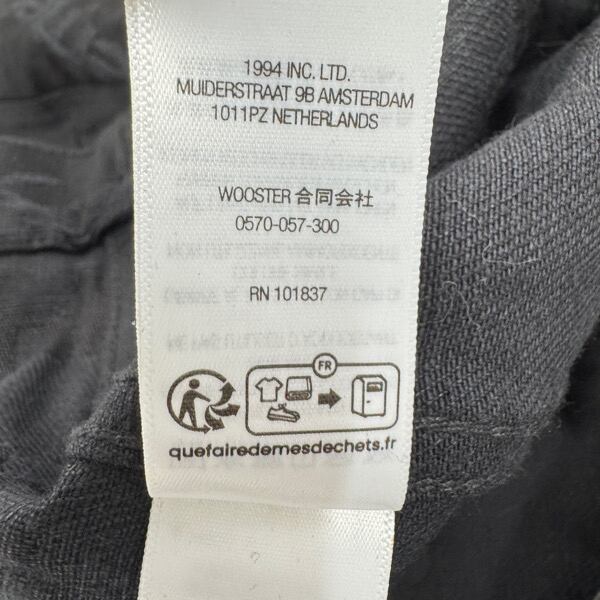 1994 INC. LTD.
MUIDERSTRAAT 9B AMSTERDAM
1011PZ NETHERLANDS
WOOSTER 合同会社
0570-057-300
RN 101837
FR
quefairedemesdechets.fr